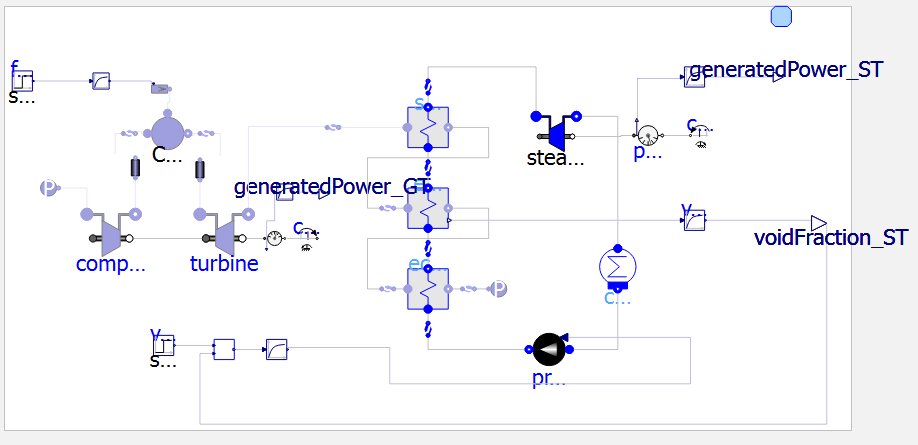 f...
s...
C...
generatedPower_ST
s...
stea...
c...
p...
P
generatedPower_GT
e...
c...
comp...
turbine
v...
voidFraction_ST
ec...
P
Σ
c...
v...
s...
pr...